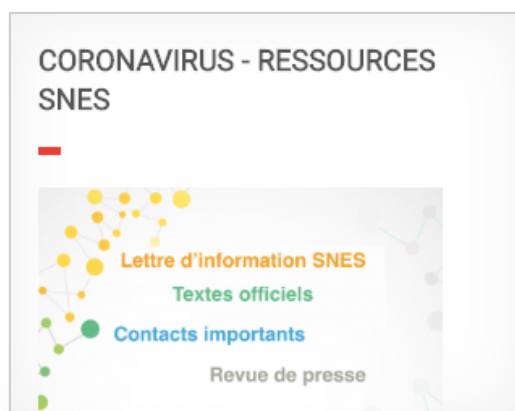 CORONAVIRUS - RESSOURCES
SNES
Lettre d'information SNES
Textes officiels
Contacts importants
Revue de presse